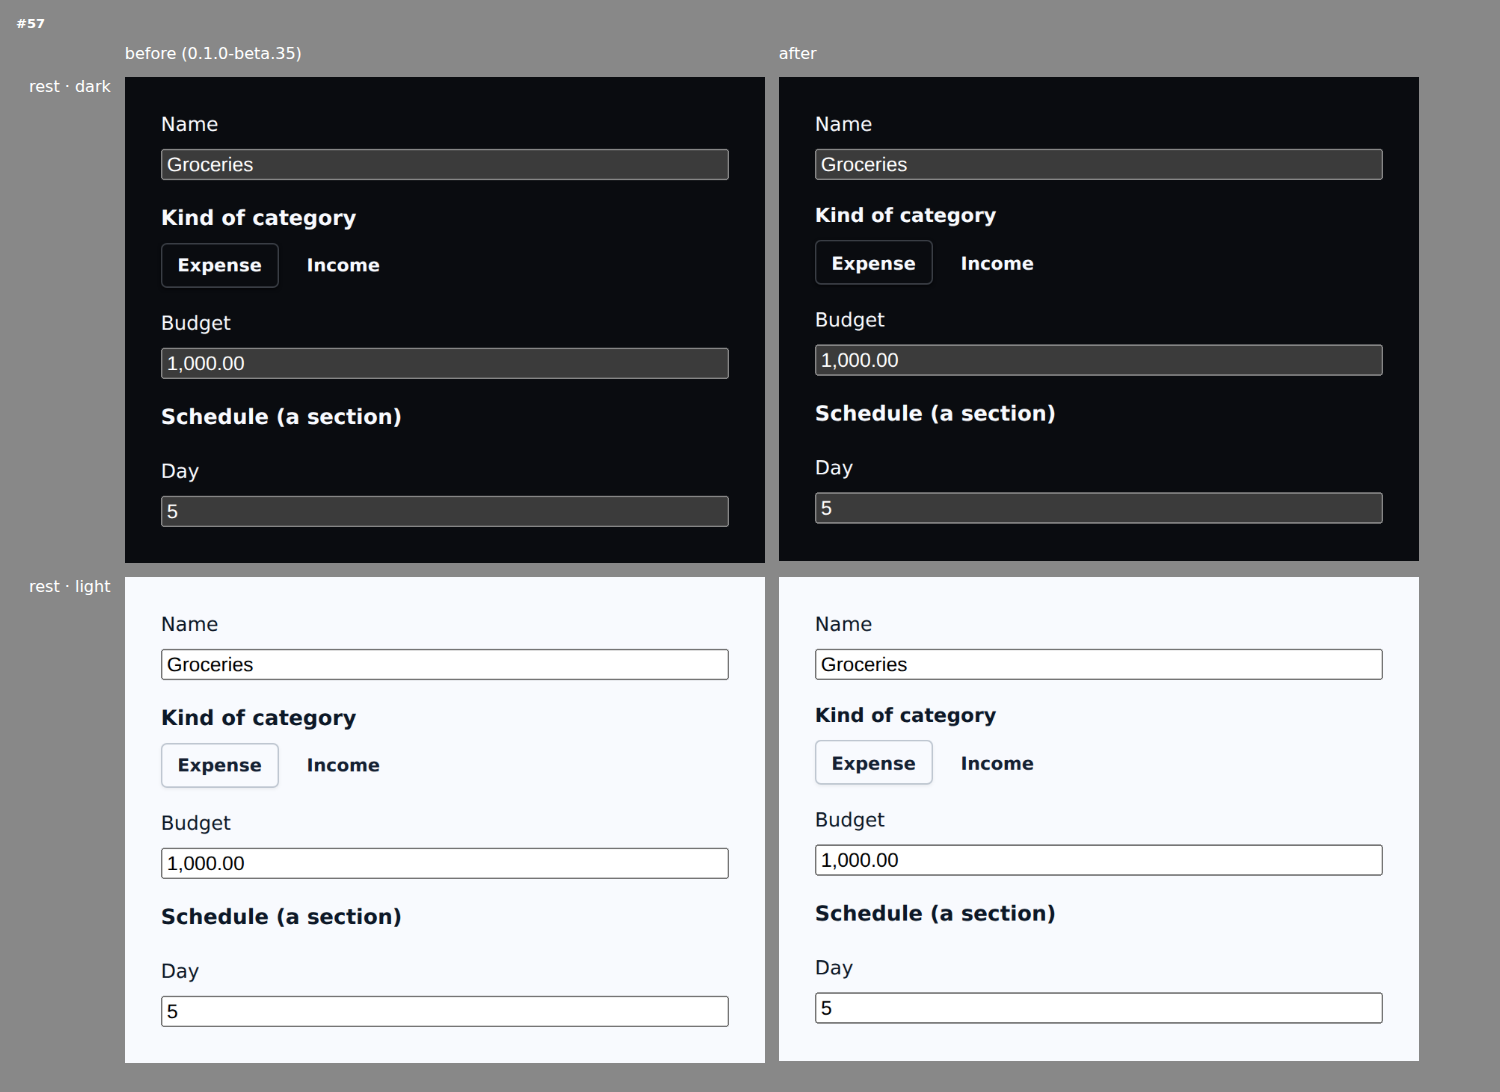 #57
before (0.1.0-beta.35)
after
rest · dark
Name
Groceries
Kind of category
Expense Income
Budget
1,000.00
Schedule (a section)
Day
5
Name
Groceries
Kind of category
Expense Income
Budget
1,000.00
Schedule (a section)
Day
5
rest · light
Name
Groceries
Kind of category
Expense Income
Budget
1,000.00
Schedule (a section)
Day
5
Name
Groceries
Kind of category
Expense Income
Budget
1,000.00
Schedule (a section)
Day
5